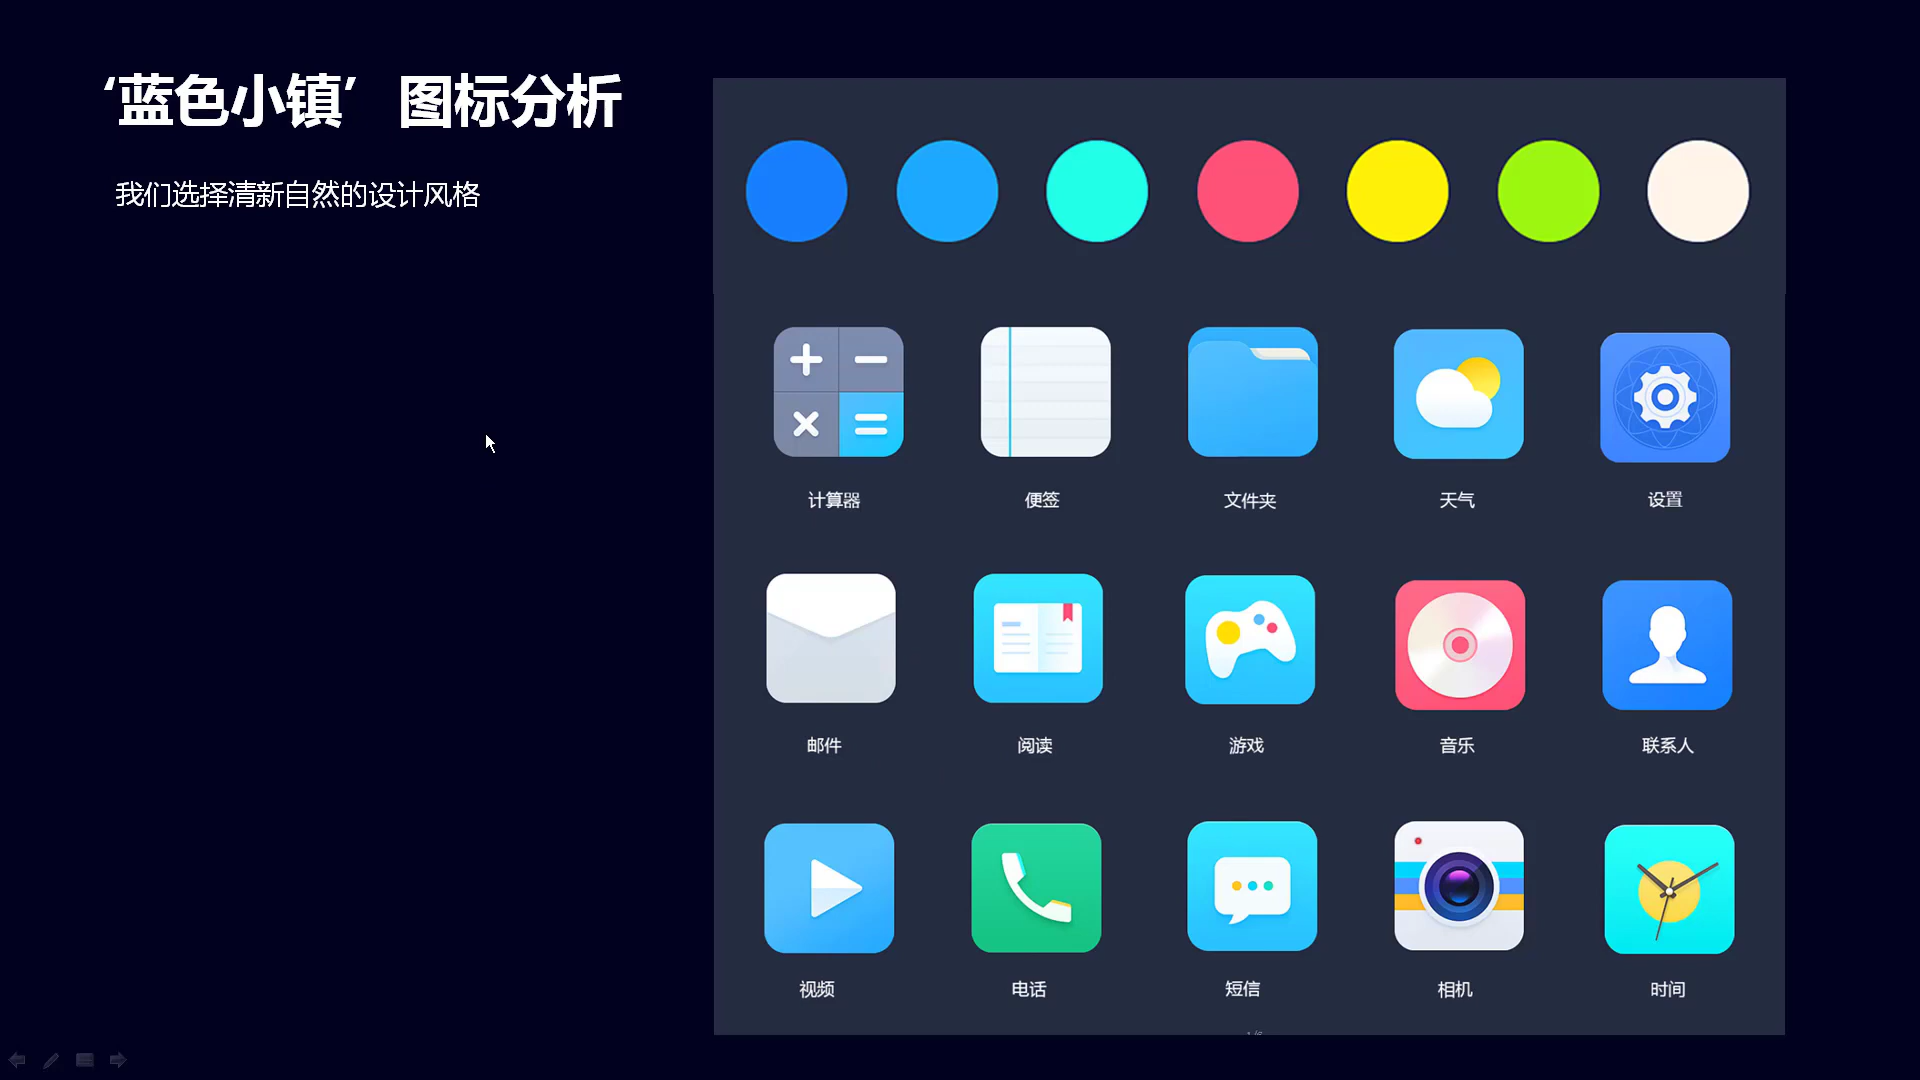 ‘蓝色小镇’ 图标分析
我们选择清新自然的设计风格
计算器
便签
文件夹
天气
设置
邮件
阅读
游戏
音乐
联系人
视频
电话
短信
相机
时间